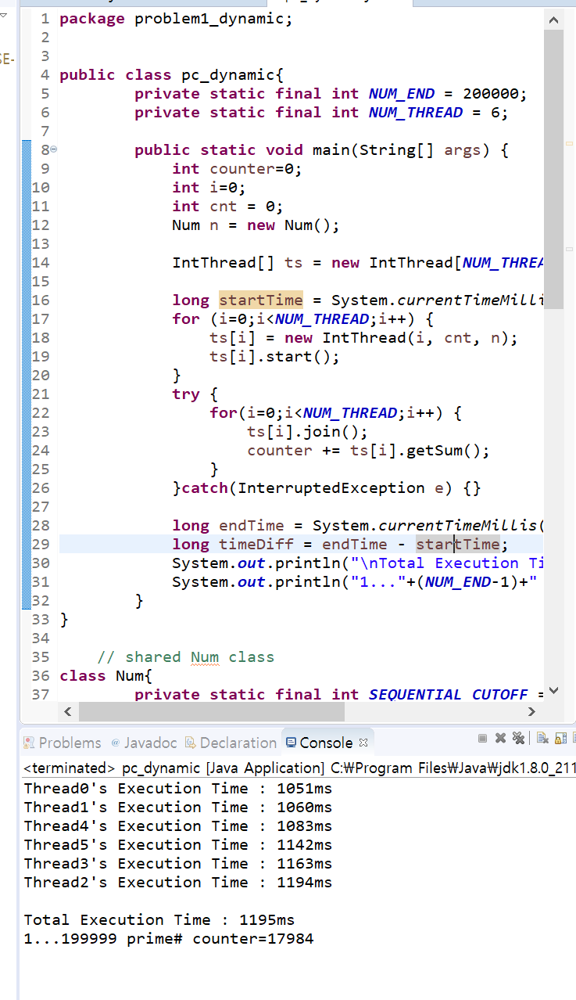 SE-
1 package problem1_dynamic;
2
3
4 public class pc_dynamic{
5 private static final int NUM_END = 200000;
6 private static final int NUM_THREAD = 6;
7
8 public static void main(String[] args) {
9 int counter=0;
10 int i=0;
11 int cnt = 0;
12 Num n = new Num();
13
14 IntThread[] ts = new IntThread[NUM_THREA
15
16 long startTime = System.currentTimeMilli
17 for (i=0;i<NUM_THREAD;i++) {
18 ts[i] = new IntThread(i, cnt, n);
19 ts[i].start();
20 }
21 try {
22 for(i=0;i<NUM_THREAD;i++) {
23 ts[i].join();
24 counter += ts[i].getSum();
25 }
26 }catch(InterruptedException e) {}
27
28 long endTime = System.currentTimeMillis(
29 long timeDiff = endTime - startTime;
30 System.out.println("\nTotal Execution Ti
31 System.out.println("1..."+(NUM_END-1)+"
32 }
33 }
34
35 // shared Num class
36 class Num{
37 private static final int SEQUENTIAL_CUTOFF =
Problems @ Javadoc Declaration Console
<terminated> pc_dynamic [Java Application] C:₩Program Files₩Java₩jdk1.8.0_211
Thread0's Execution Time : 1051ms
Thread1's Execution Time : 1060ms
Thread4's Execution Time : 1083ms
Thread5's Execution Time : 1142ms
Thread3's Execution Time : 1163ms
Thread2's Execution Time : 1194ms
Total Execution Time : 1195ms
1...199999 prime# counter=17984